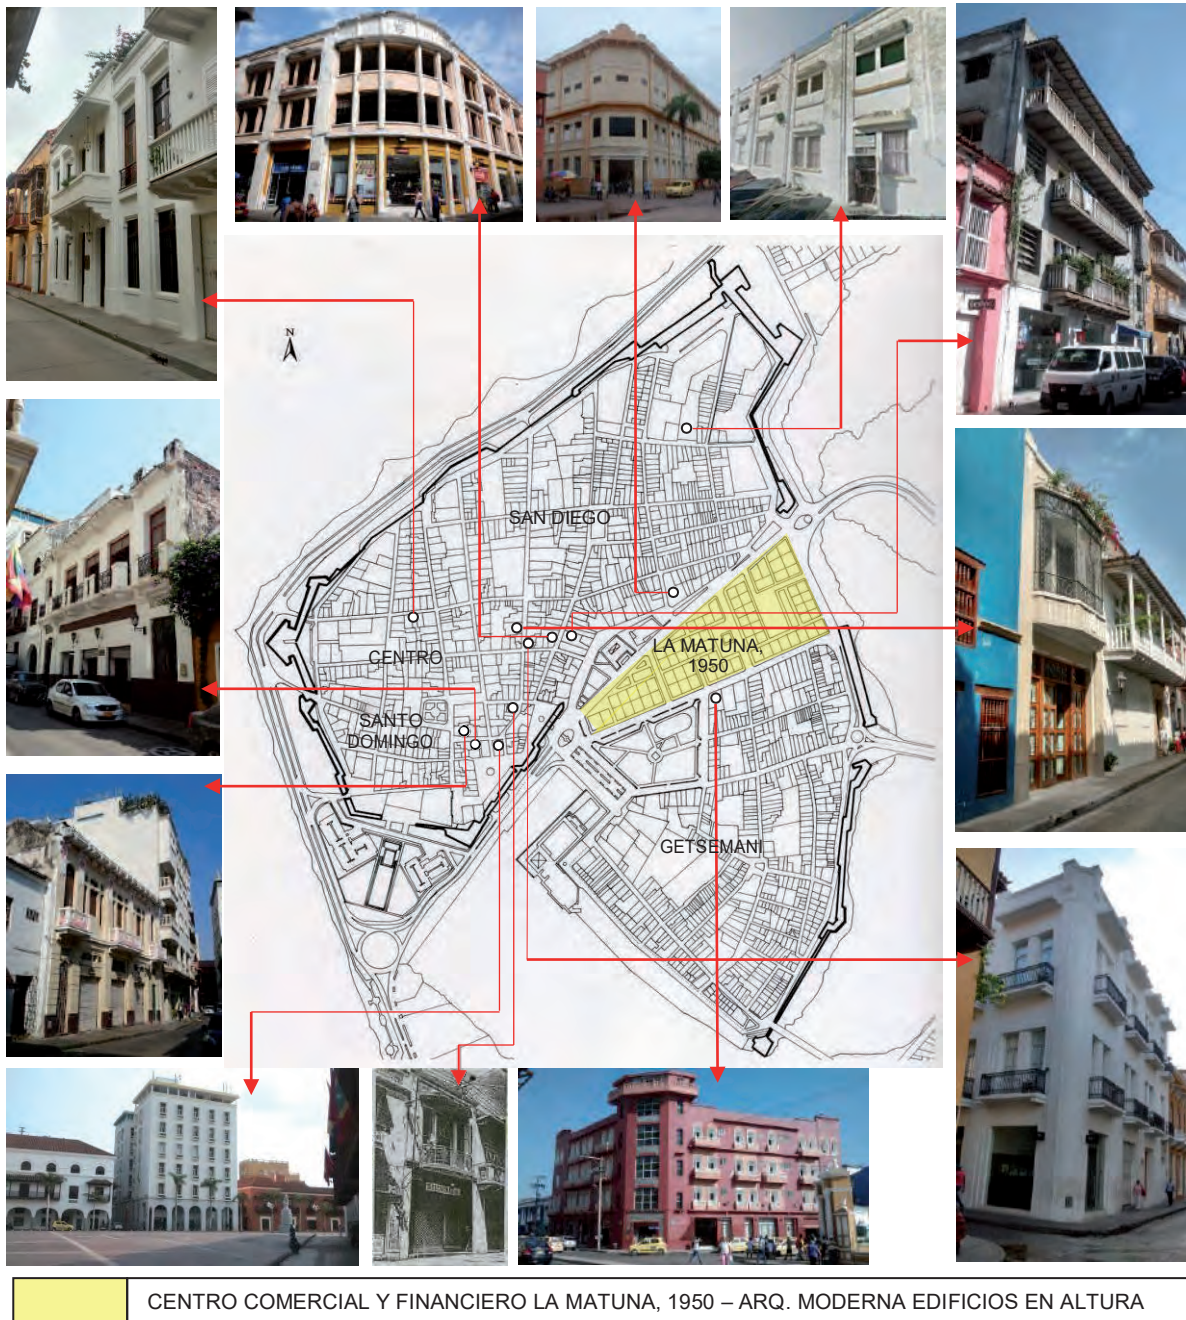 N
SAN DIEGO
LA MATUNA,
1950
CENTRO
SANTO
DOMINGO
GETSEMANI
CENTRO COMERCIAL Y FINANCIERO LA MATUNA, 1950 – ARQ. MODERNA EDIFICIOS EN ALTURA